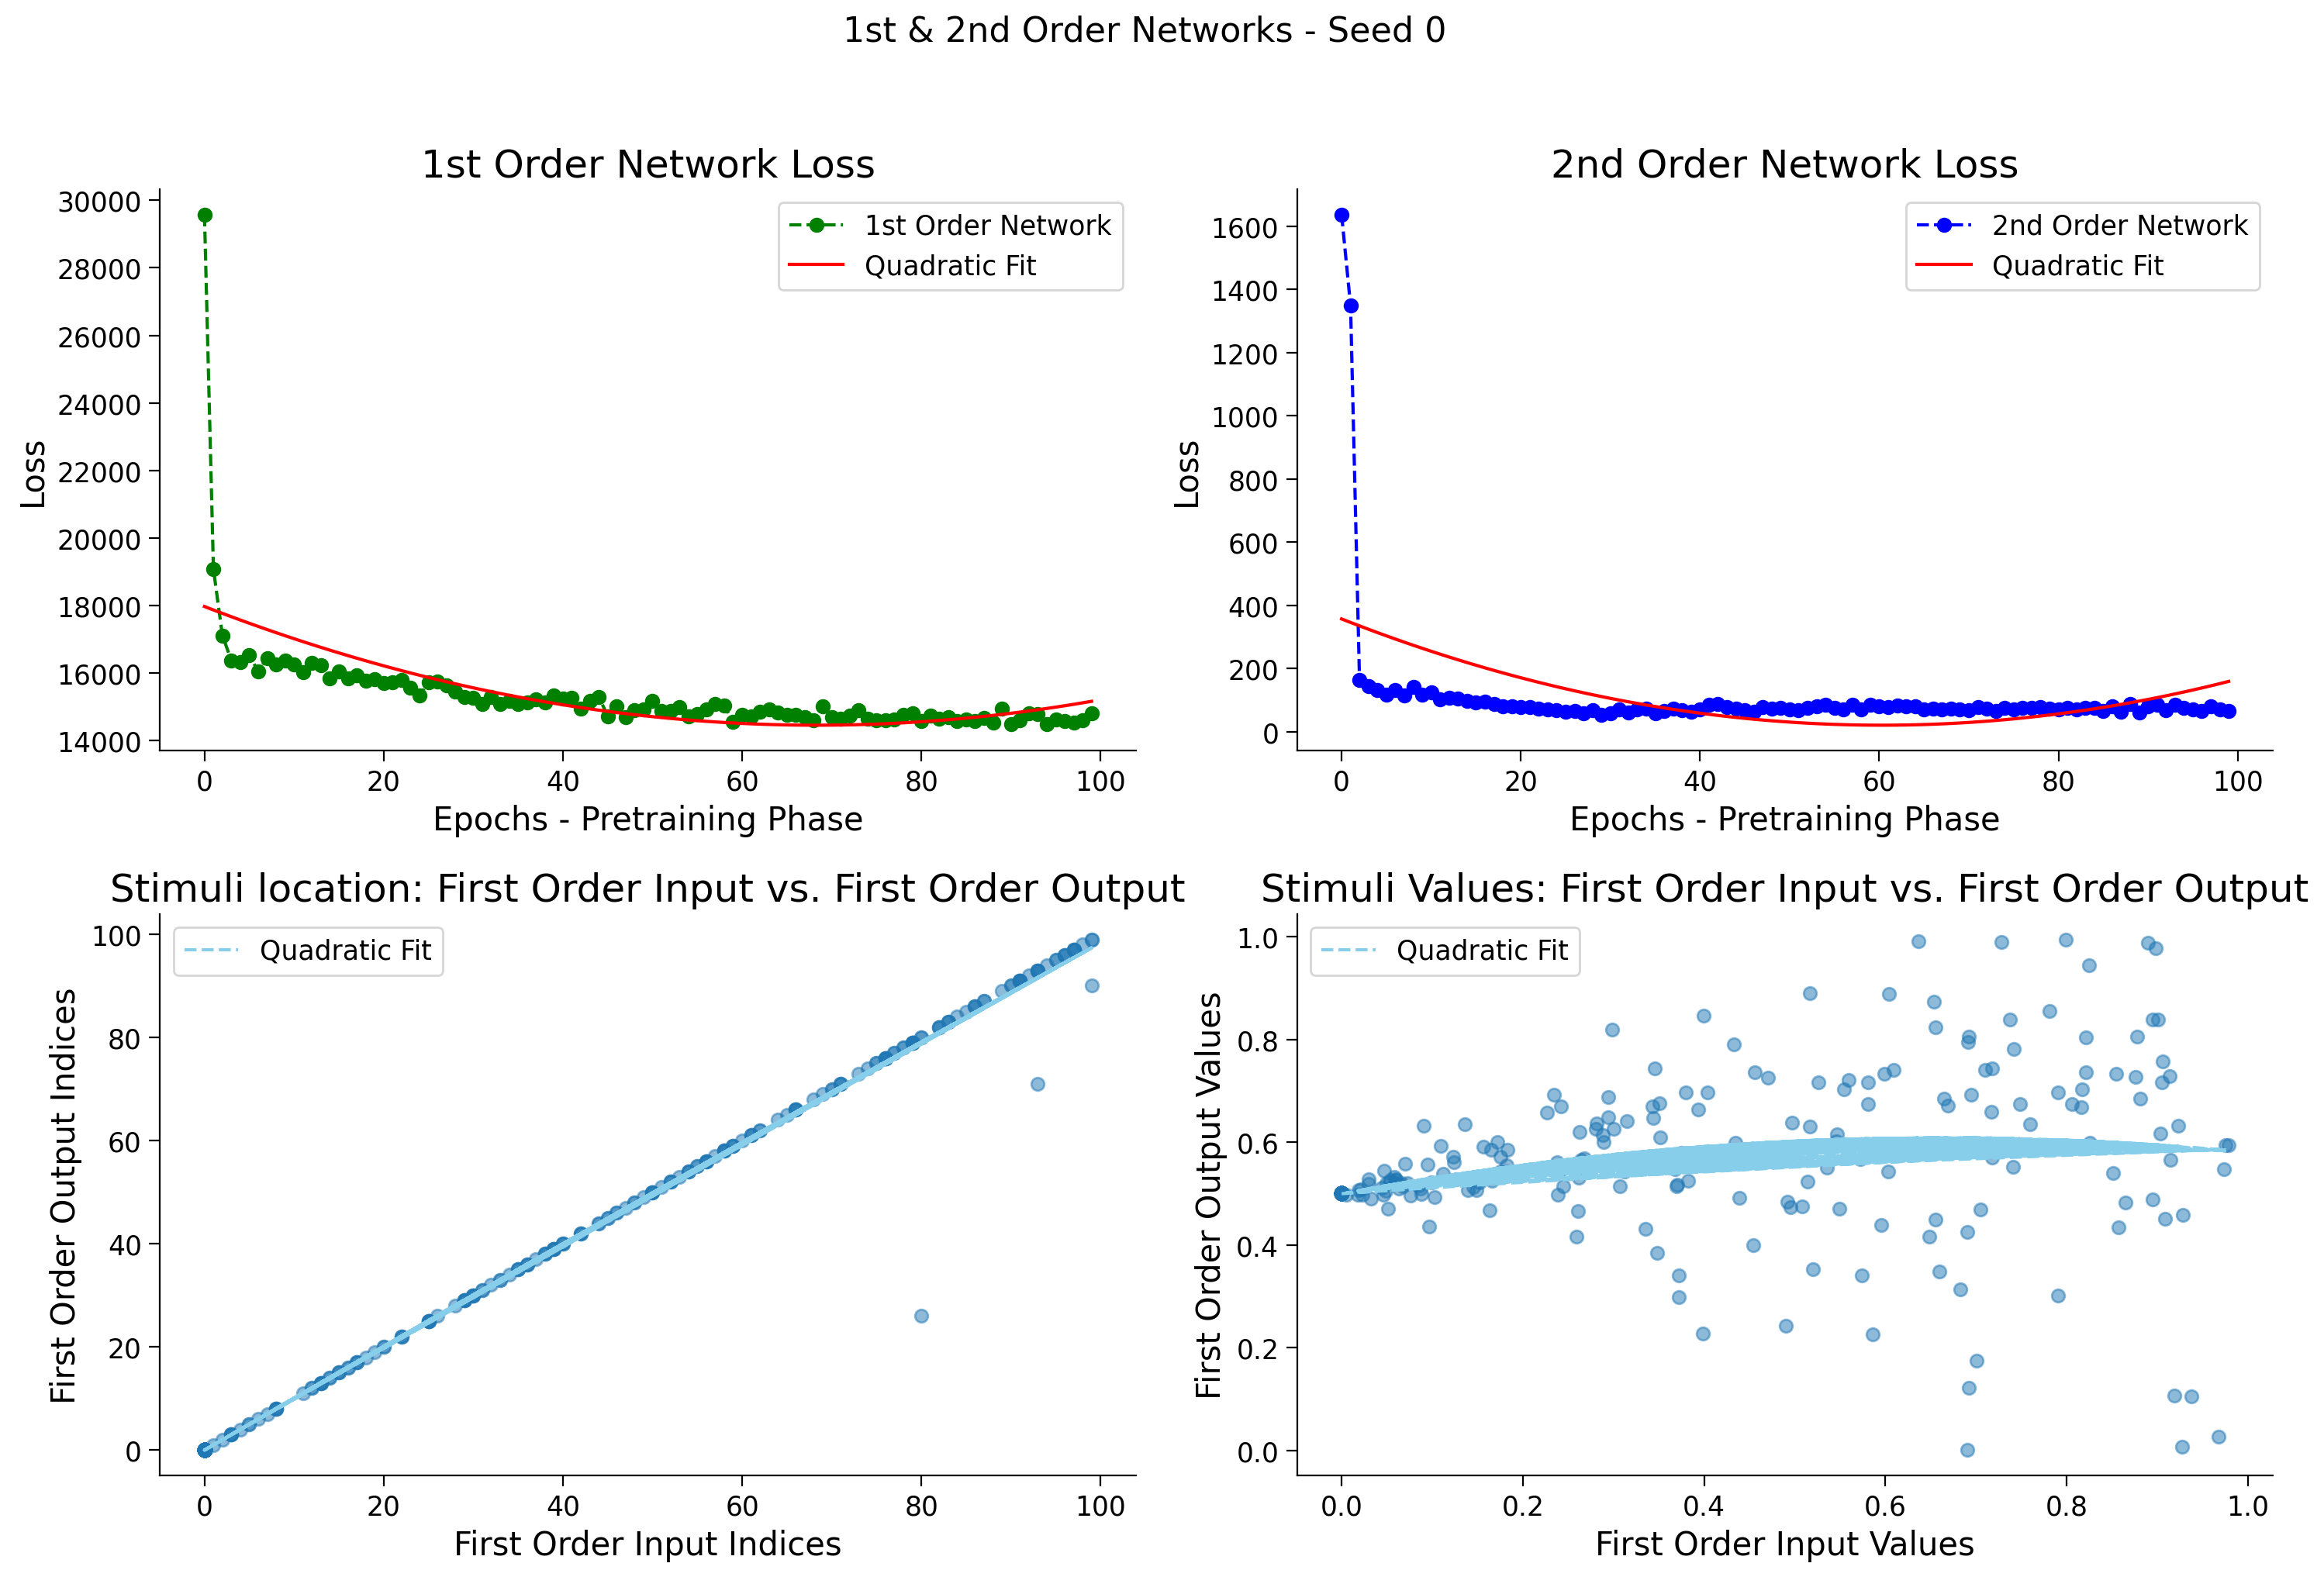 1st & 2nd Order Networks - Seed 0
1st Order Network Loss
30000
28000
26000
24000
22000
20000
18000
16000
14000
Loss
1st Order Network
Quadratic Fit
0 20 40 60 80 100
Epochs - Pretraining Phase
2nd Order Network Loss
1600
1400
1200
1000
800
600
400
200
0
Loss
2nd Order Network
Quadratic Fit
0 20 40 60 80 100
Epochs - Pretraining Phase
Stimuli location: First Order Input vs. First Order Output
100
80
60
40
20
0
First Order Output Indices
Quadratic Fit
0 20 40 60 80 100
First Order Input Indices
Stimuli Values: First Order Input vs. First Order Output
1.0
0.8
0.6
0.4
0.2
0.0
First Order Output Values
Quadratic Fit
0.0 0.2 0.4 0.6 0.8 1.0
First Order Input Values